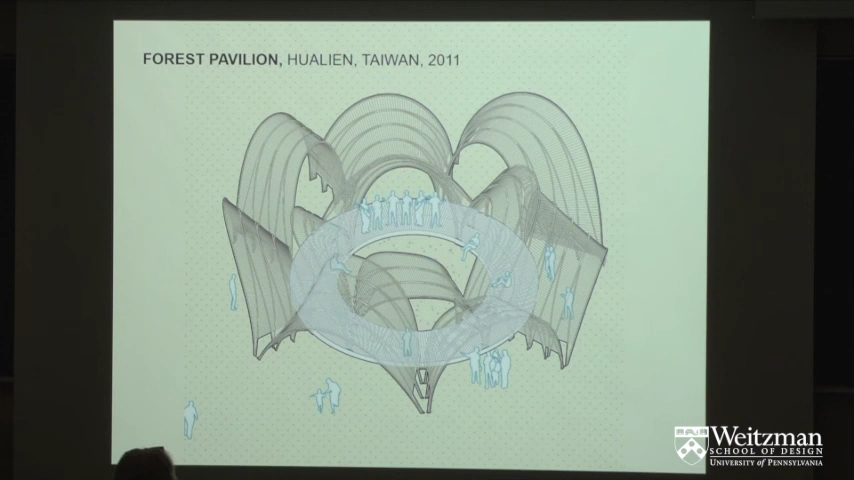 FOREST PAVILION, HUALIEN, TAIWAN, 2011
Weitzman
SCHOOL OF DESIGN
UNIVERSITY of PENNSYLVANIA